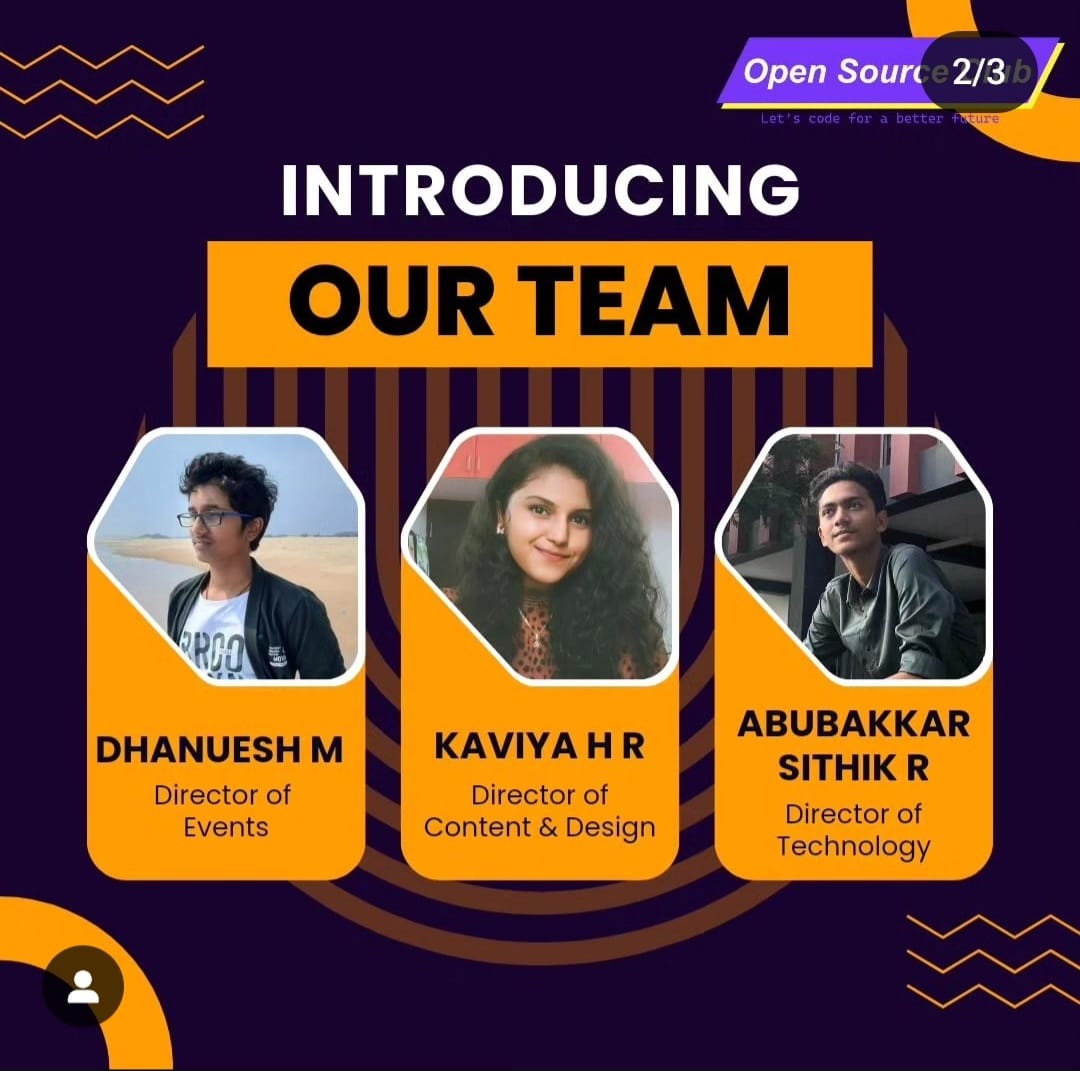 Open Source Club
2/3
Let's code for a better future
INTRODUCING
OUR TEAM
DHANUESH M
Director of
Events
KAVIYA H R
Director of
Content & Design
ABUBAKKAR
SITHIK R
Director of
Technology